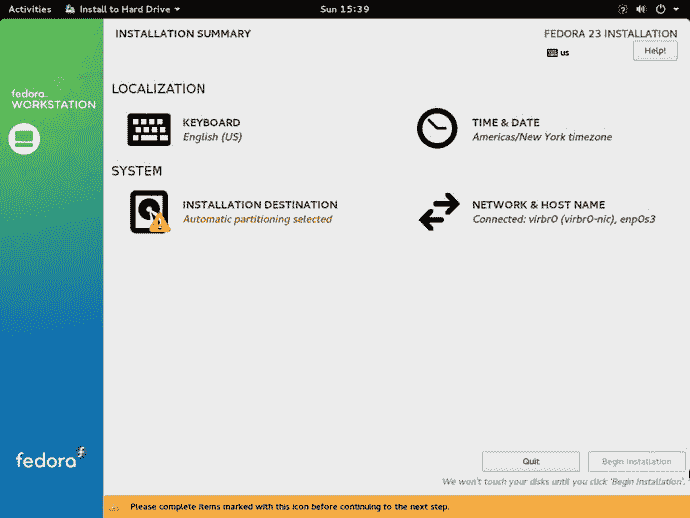 Activities
Install to Hard Drive
Sun 15:39
INSTALLATION SUMMARY
FEDORA 23 INSTALLATION
us
Help!
fedora
WORKSTATION
LOCALIZATION
KEYBOARD
English (US)
TIME & DATE
Americas/New York timezone
SYSTEM
INSTALLATION DESTINATION
Automatic partitioning selected
NETWORK & HOST NAME
Connected: virbr0 (virbr0-nic), enp0s3
fedora
Quit
Begin Installation
We won't touch your disks until you click 'Begin Installation'.
Please complete items marked with this icon before continuing to the next step.